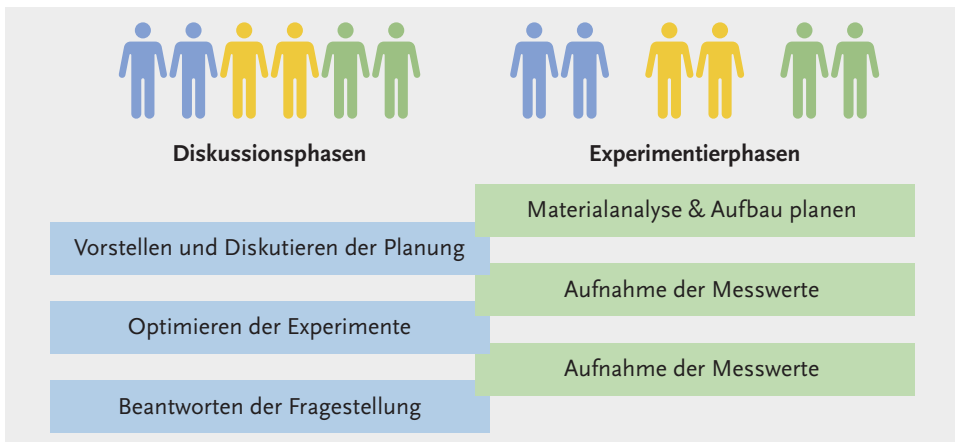 Diskussionsphasen
Experimentierphasen
Materialanalyse & Aufbau planen
Vorstellen und Diskutieren der Planung
Aufnahme der Messwerte
Optimieren der Experimente
Aufnahme der Messwerte
Beantworten der Fragestellung